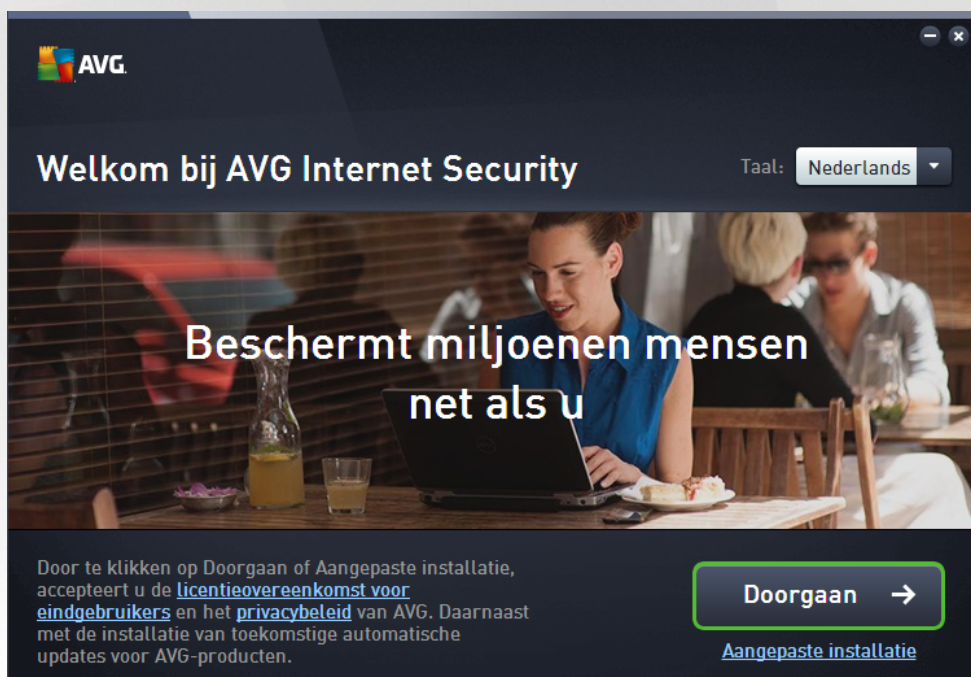 AVG.
Welkom bij AVG Internet Security
Taal:
Nederlands
Beschermt miljoenen mensen
net als u
Door te klikken op Doorgaan of Aangepaste installatie,
accepteert u de licentieovereenkomst voor
eindgebruikers en het privacybeleid van AVG. Daarnaast
met de installatie van toekomstige automatische
updates voor AVG-producten.
Doorgaan →
Aangepaste installatie